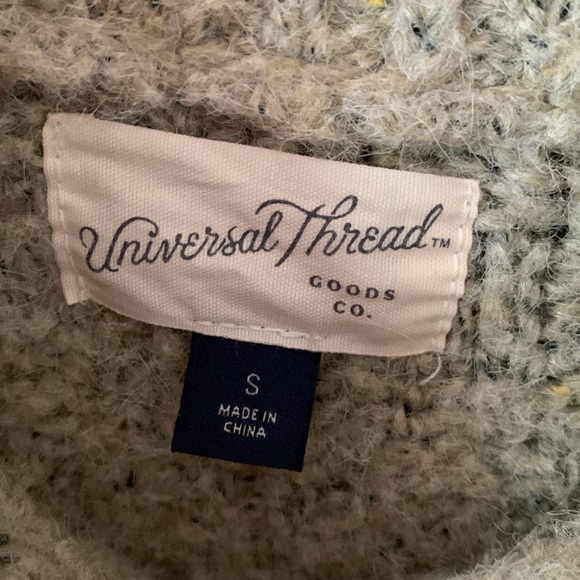 Universal Thread™
GOODS
CO.
S
MADE IN
CHINA